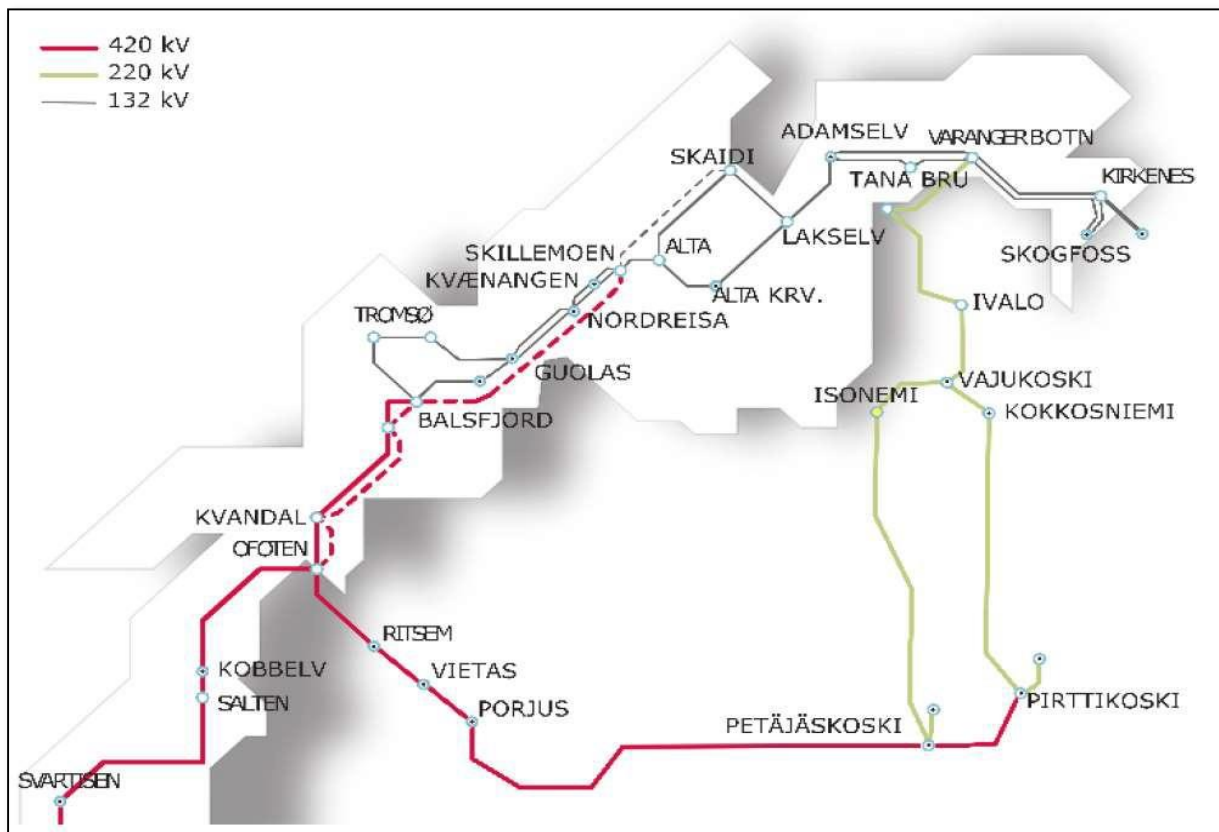 420 kV
220 kV
132 kV
ADAMSELV
VARANGERBOTN
SKAIDI
TANA BRU
KIRKENES
SKILLEMOEN
ALTA
LAKSELV
SKOGFOSS
KVÆNANGEN
ALTA KRV.
IVALO
TROMSØ
NORDREISA
GUOLAS
VAJUKOSKI
BALSFJORD
ISONEMI
KOKKOSNIEMI
KVANDAL
OFOTEN
RITSEM
KOBBELV
VIETAS
SALTEN
PORJUS
PETÄJÄSKOSKI
PIRTTIKOSKI
SVARTISEN